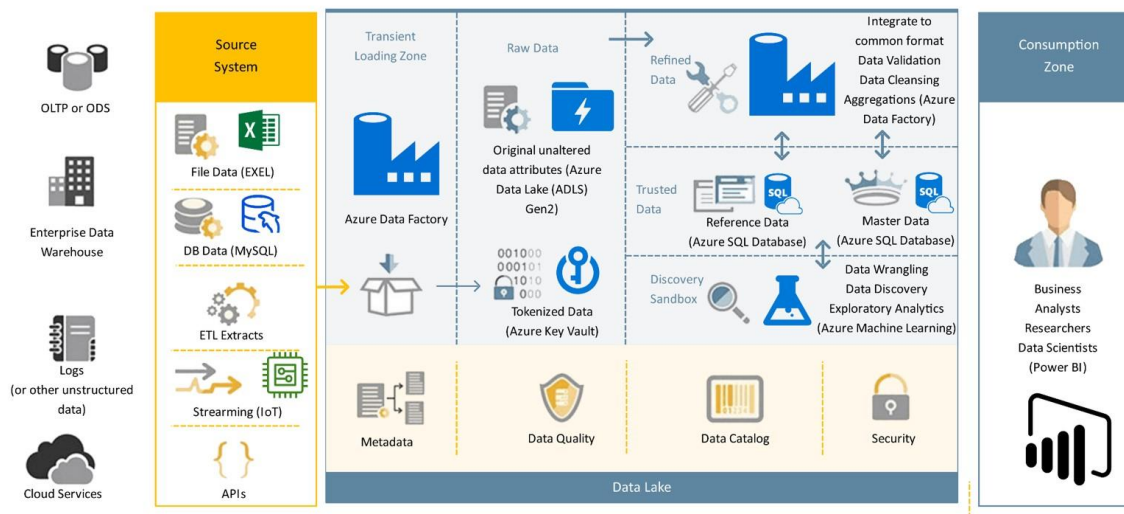 OLTP or ODS
Enterprise Data
Warehouse
Logs
(or other unstructured
data)
Cloud Services
Source
System
X
File Data (EXEL)
DB Data (MySQL)
ETL Extracts
Strearming (IoT)
{ }
APIs
Transient
Loading Zone
Azure Data Factory
Raw Data
Original unaltered
data attributes (Azure
Data Lake (ADLS)
Gen2)
001000
000101
1010
000
Tokenized Data
(Azure Key Vault)
Refined
Data
Integrate to
common format
Data Validation
Data Cleansing
Aggregations (Azure
Data Factory)
Trusted
Data
SQL
Reference Data
(Azure SQL Database)
SQL
Master Data
(Azure SQL Database)
Discovery
Sandbox
Data Wrangling
Data Discovery
Exploratory Analytics
(Azure Machine Learning)
Metadata
Data Quality
Data Catalog
Security
Data Lake
Consumption
Zone
Business
Analysts
Researchers
Data Scientists
(Power BI)